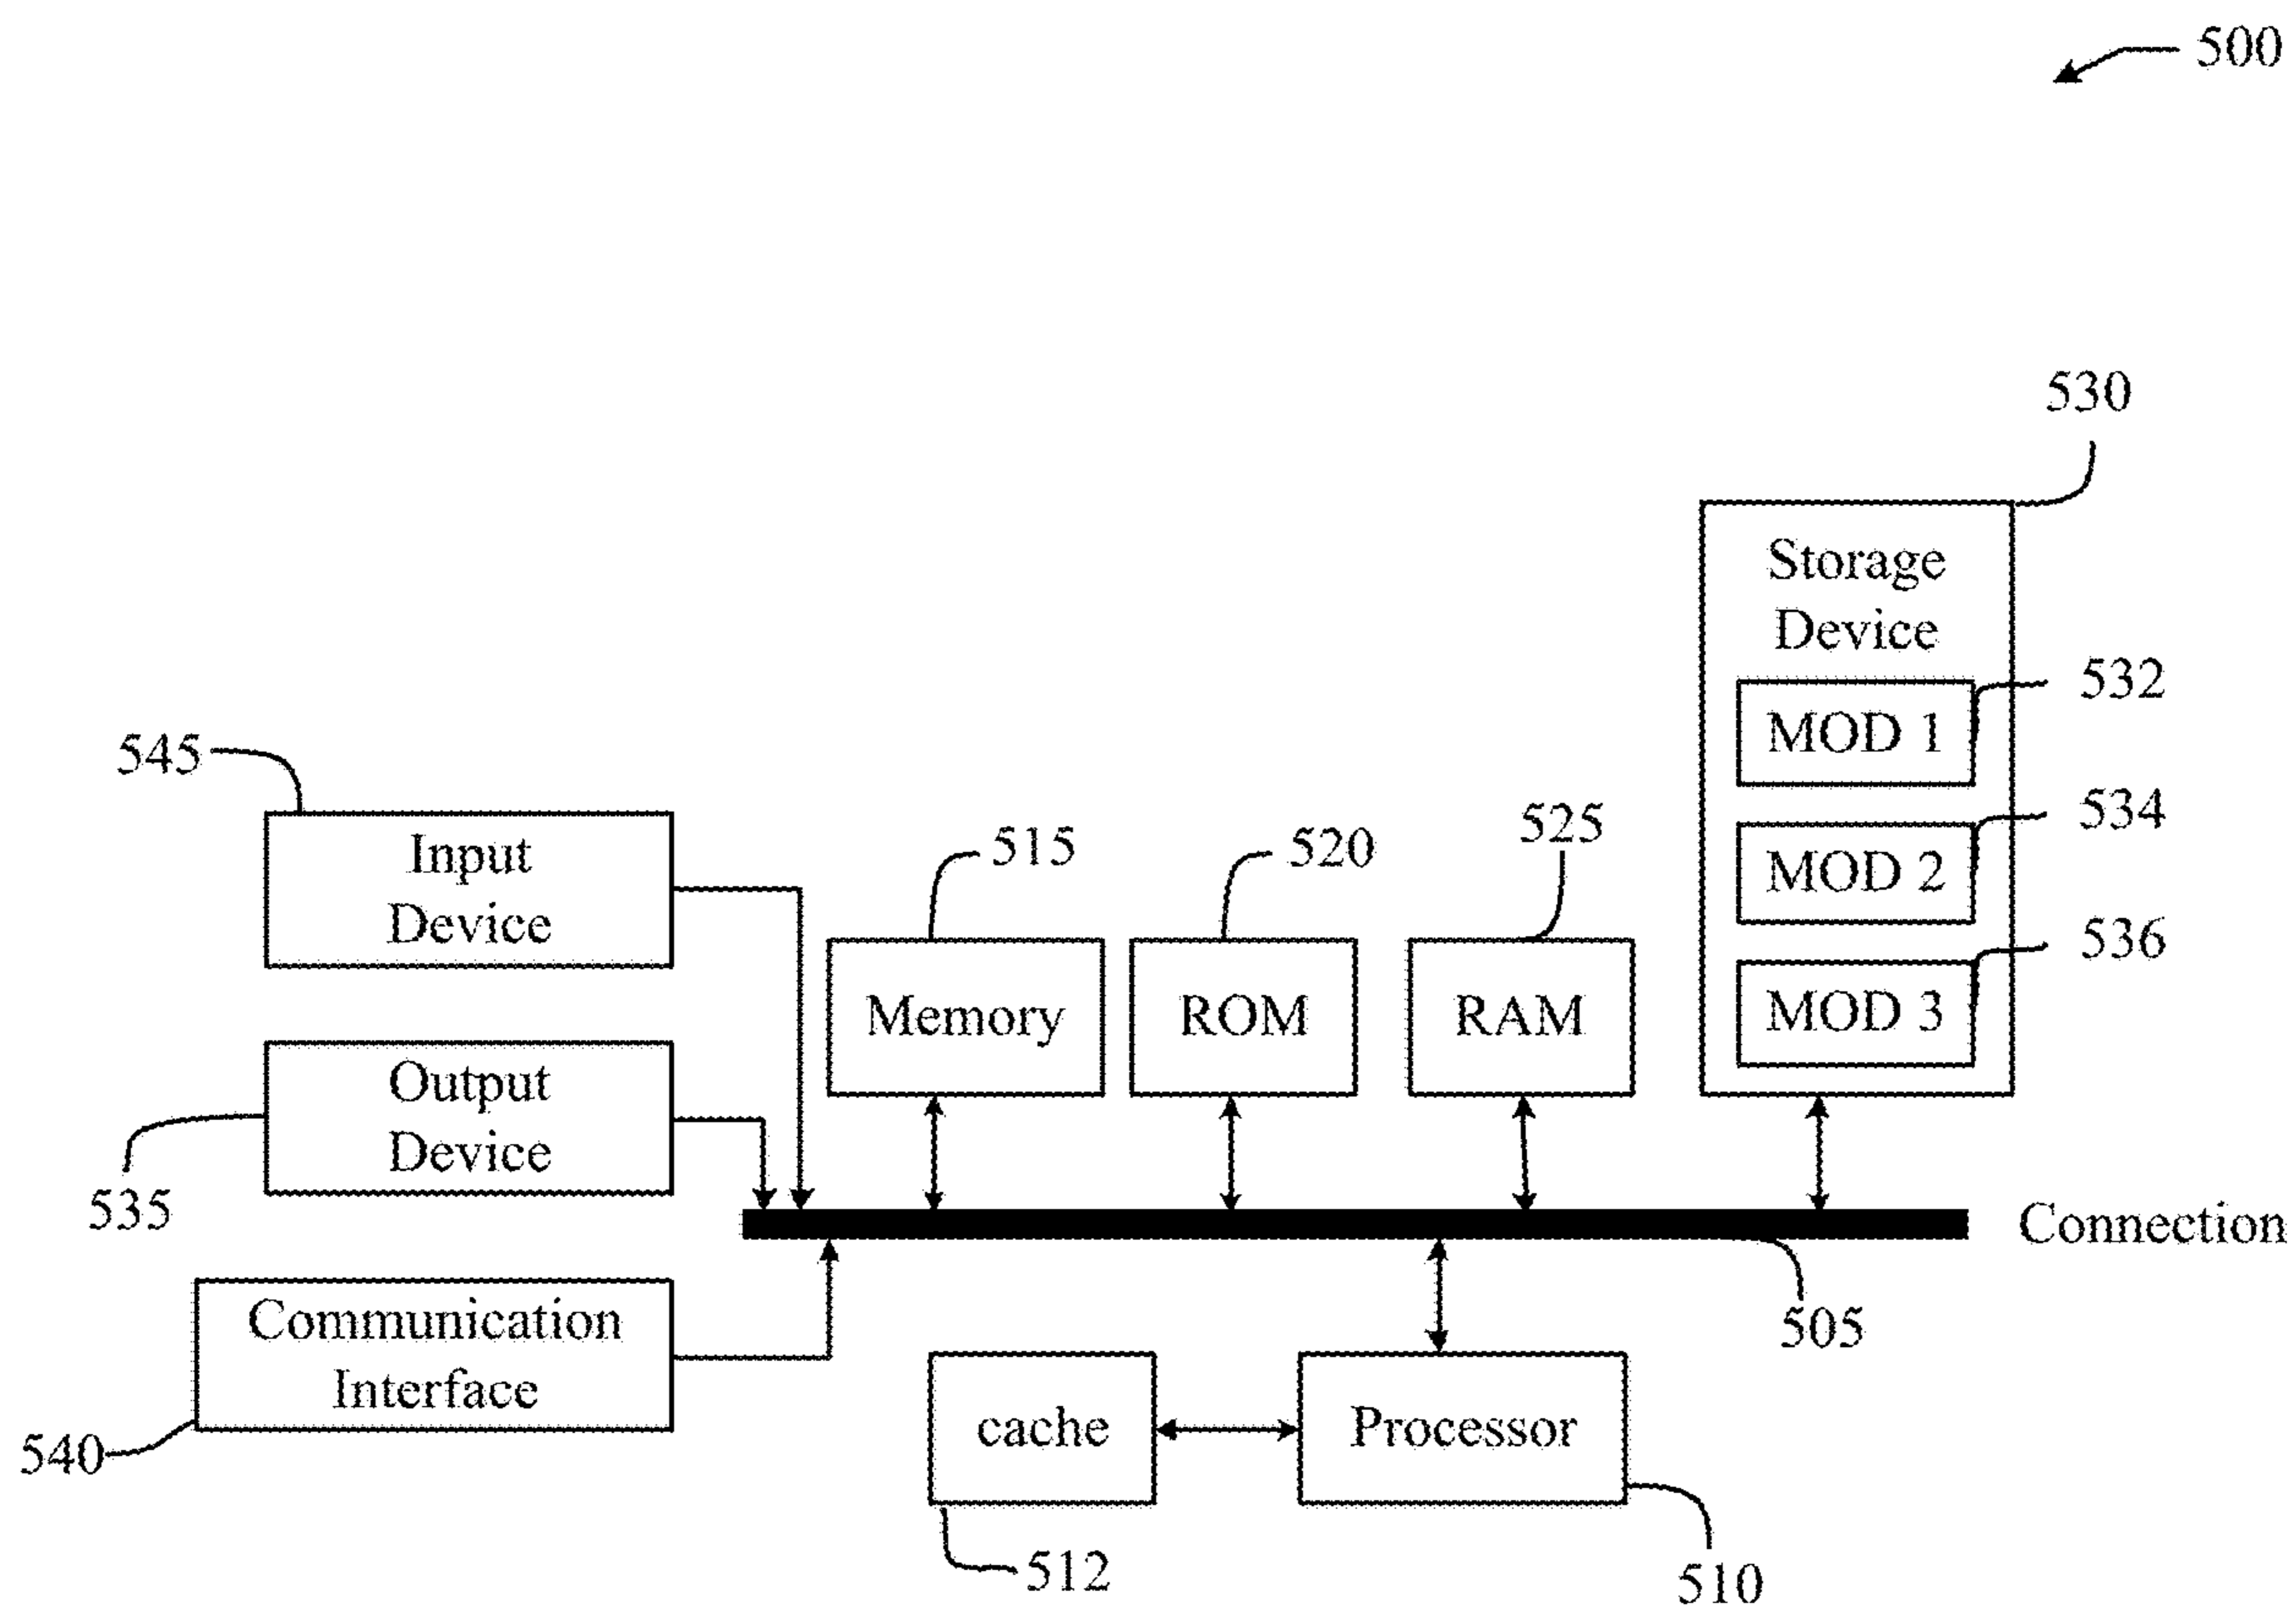 500
530
Storage
Device
532
MOD 1
534
MOD 2
536
MOD 3
545
Input
Device
515
Memory
520
ROM
525
RAM
Output
Device
535
Connection
505
Communication
Interface
540
cache
512
Processor
510